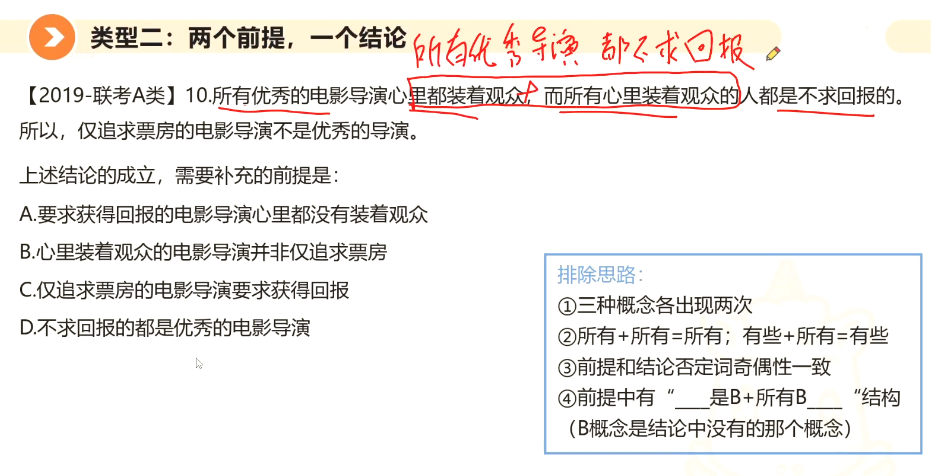 类型二：两个前提，一个结论
所有优秀导演 都不求回报
【2019-联考A类】10.所有优秀的电影导演心里都装着观众，而所有心里装着观众的人都是不求回报的。
所以，仅追求票房的电影导演不是优秀的导演。
上述结论的成立，需要补充的前提是：
A.要求获得回报的电影导演心里都没有装着观众
B.心里装着观众的电影导演并非仅追求票房
C.仅追求票房的电影导演要求获得回报
D.不求回报的都是优秀的电影导演
排除思路：
①三种概念各出现两次
②所有+所有=所有；有些+所有=有些
③前提和结论否定词奇偶性一致
④前提中有“____是B+所有B____“结构
（B概念是结论中没有的那个概念）